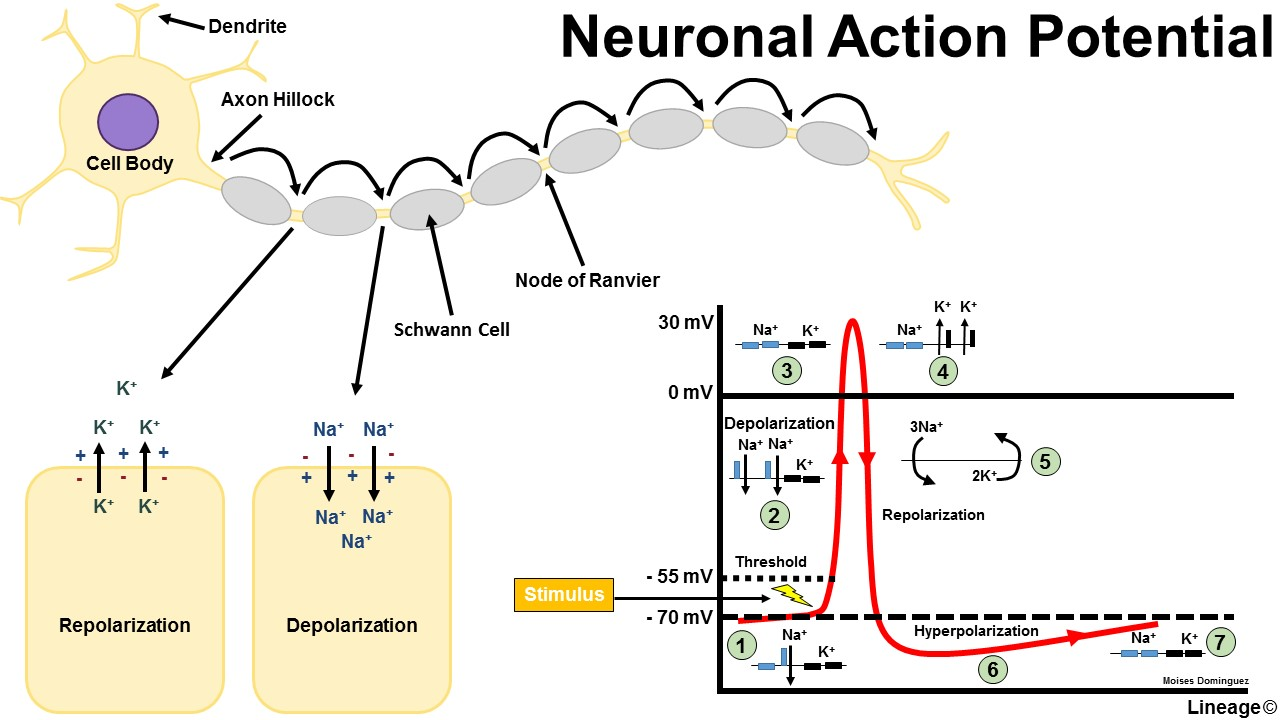 Neuronal Action Potential
Dendrite
Axon Hillock
Cell Body
Node of Ranvier
Schwann Cell
K⁺
K⁺ K⁺
+ + +
- - -
K⁺ K⁺
Repolarization
Na⁺ Na⁺
- - -
+ + +
Na⁺ Na⁺
Na⁺
Depolarization
30 mV
0 mV
- 55 mV
- 70 mV
Na⁺ K⁺
3
Na⁺ K⁺ K⁺
4
Depolarization
Na⁺ Na⁺
K⁺
2
3Na⁺
2K⁺
5
Repolarization
Threshold
Stimulus
1
Na⁺
K⁺
Hyperpolarization
6
Na⁺ K⁺
7
Moises Dominguez
Lineage©